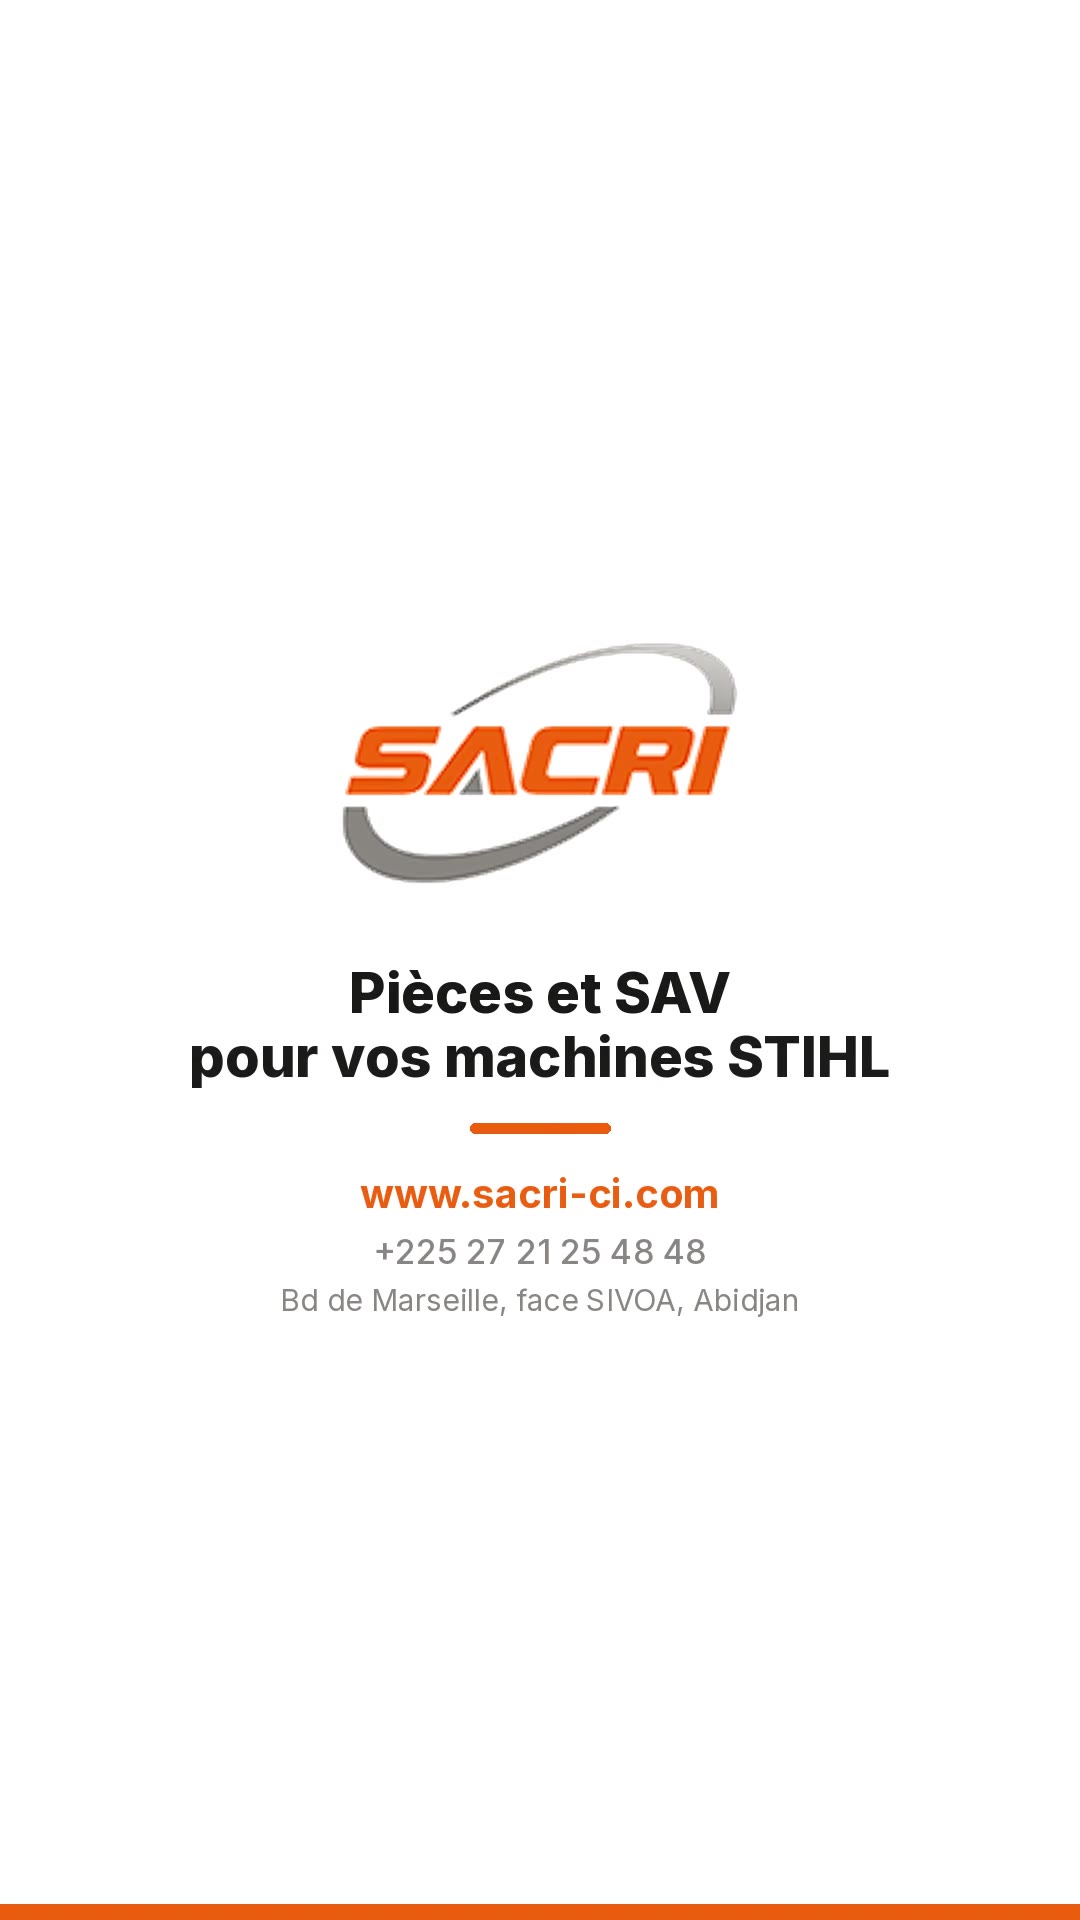 SACRI
Pièces et SAV
pour vos machines STIHL
www.sacri-ci.com
+225 27 21 25 48 48
Bd de Marseille, face SIVOA, Abidjan